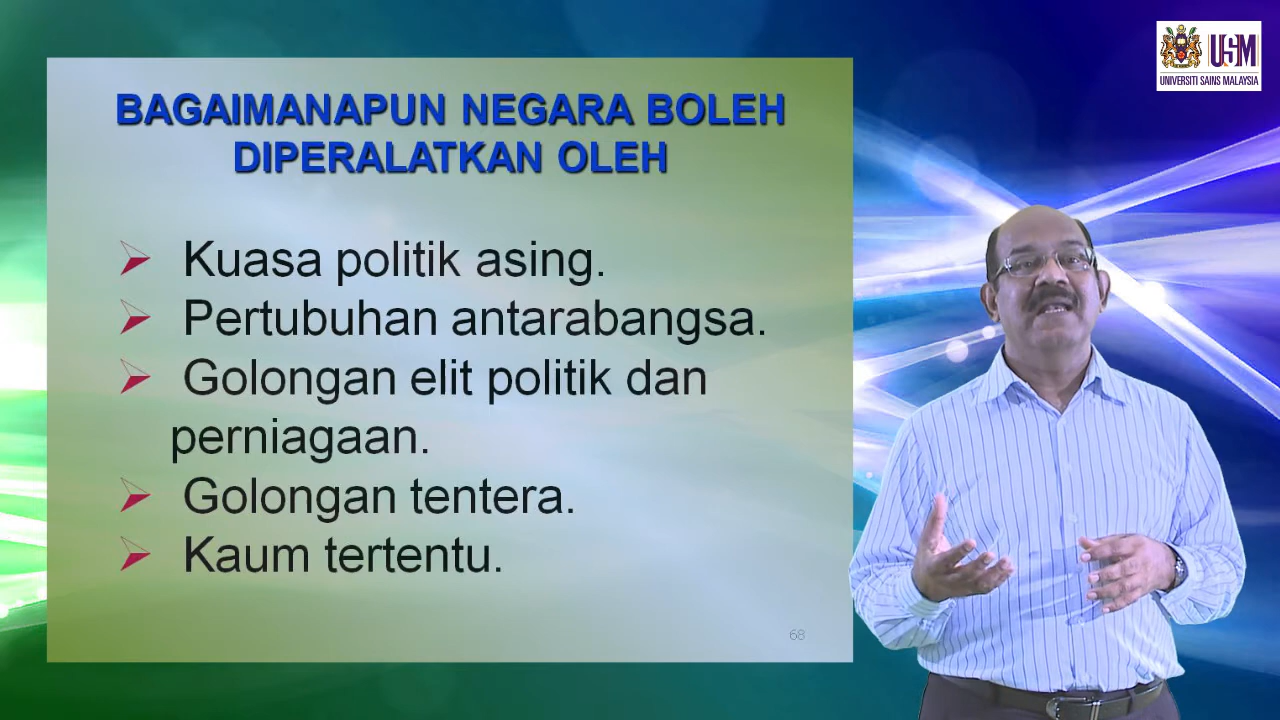 USM
UNIVERSITI SAINS MALAYSIA
BAGAIMANAPUN NEGARA BOLEH
DIPERALATKAN OLEH
Kuasa politik asing.
Pertubuhan antarabangsa.
Golongan elit politik dan
perniagaan.
Golongan tentera.
Kaum tertentu.
68